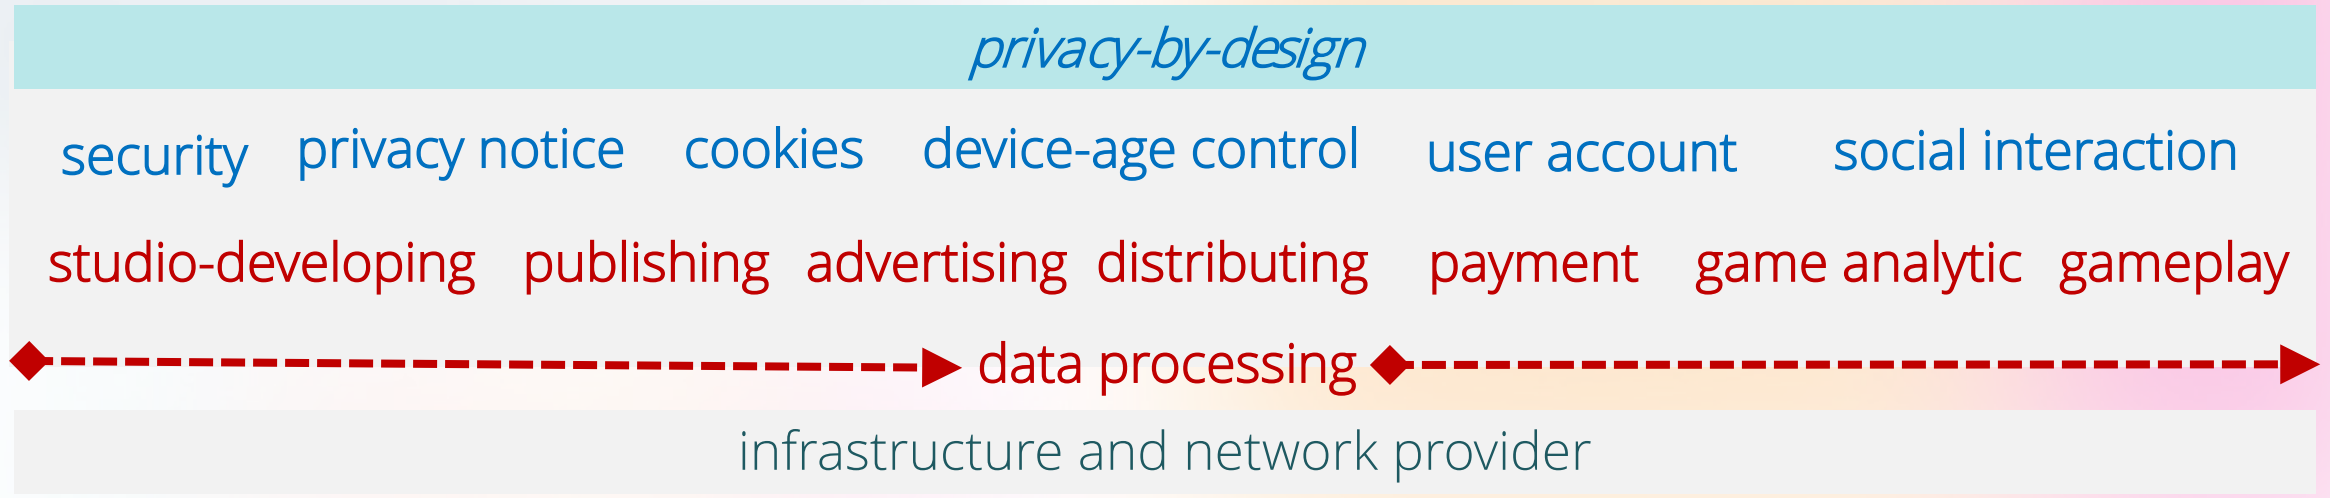 privacy-by-design
security privacy notice cookies device-age control user account social interaction
studio-developing publishing advertising distributing payment game analytic gameplay
data processing
infrastructure and network provider